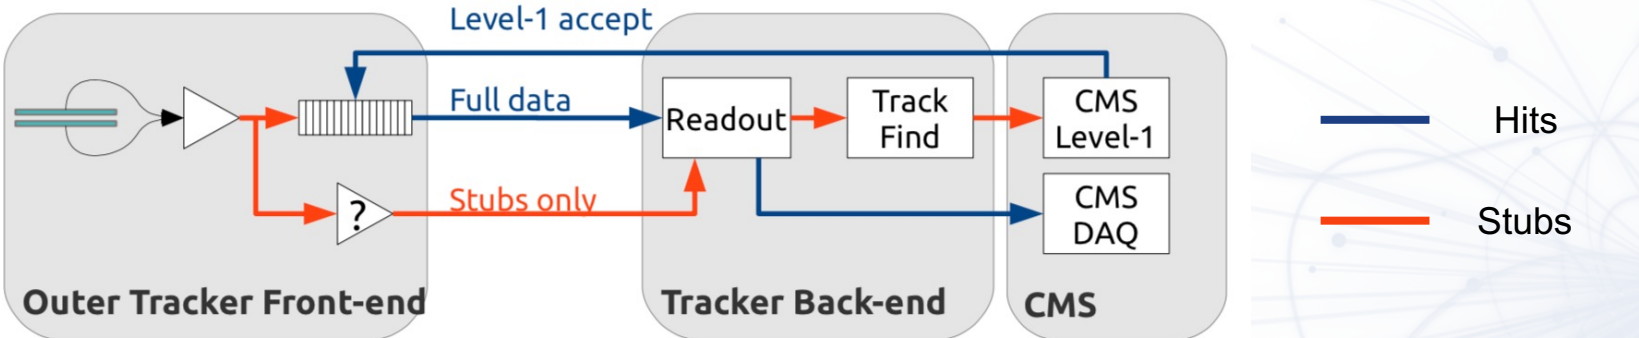 Level-1 accept
Full data
Readout
Track
Find
CMS
Level-1
Hits
?
Stubs only
CMS
DAQ
Stubs
Outer Tracker Front-end
Tracker Back-end
CMS